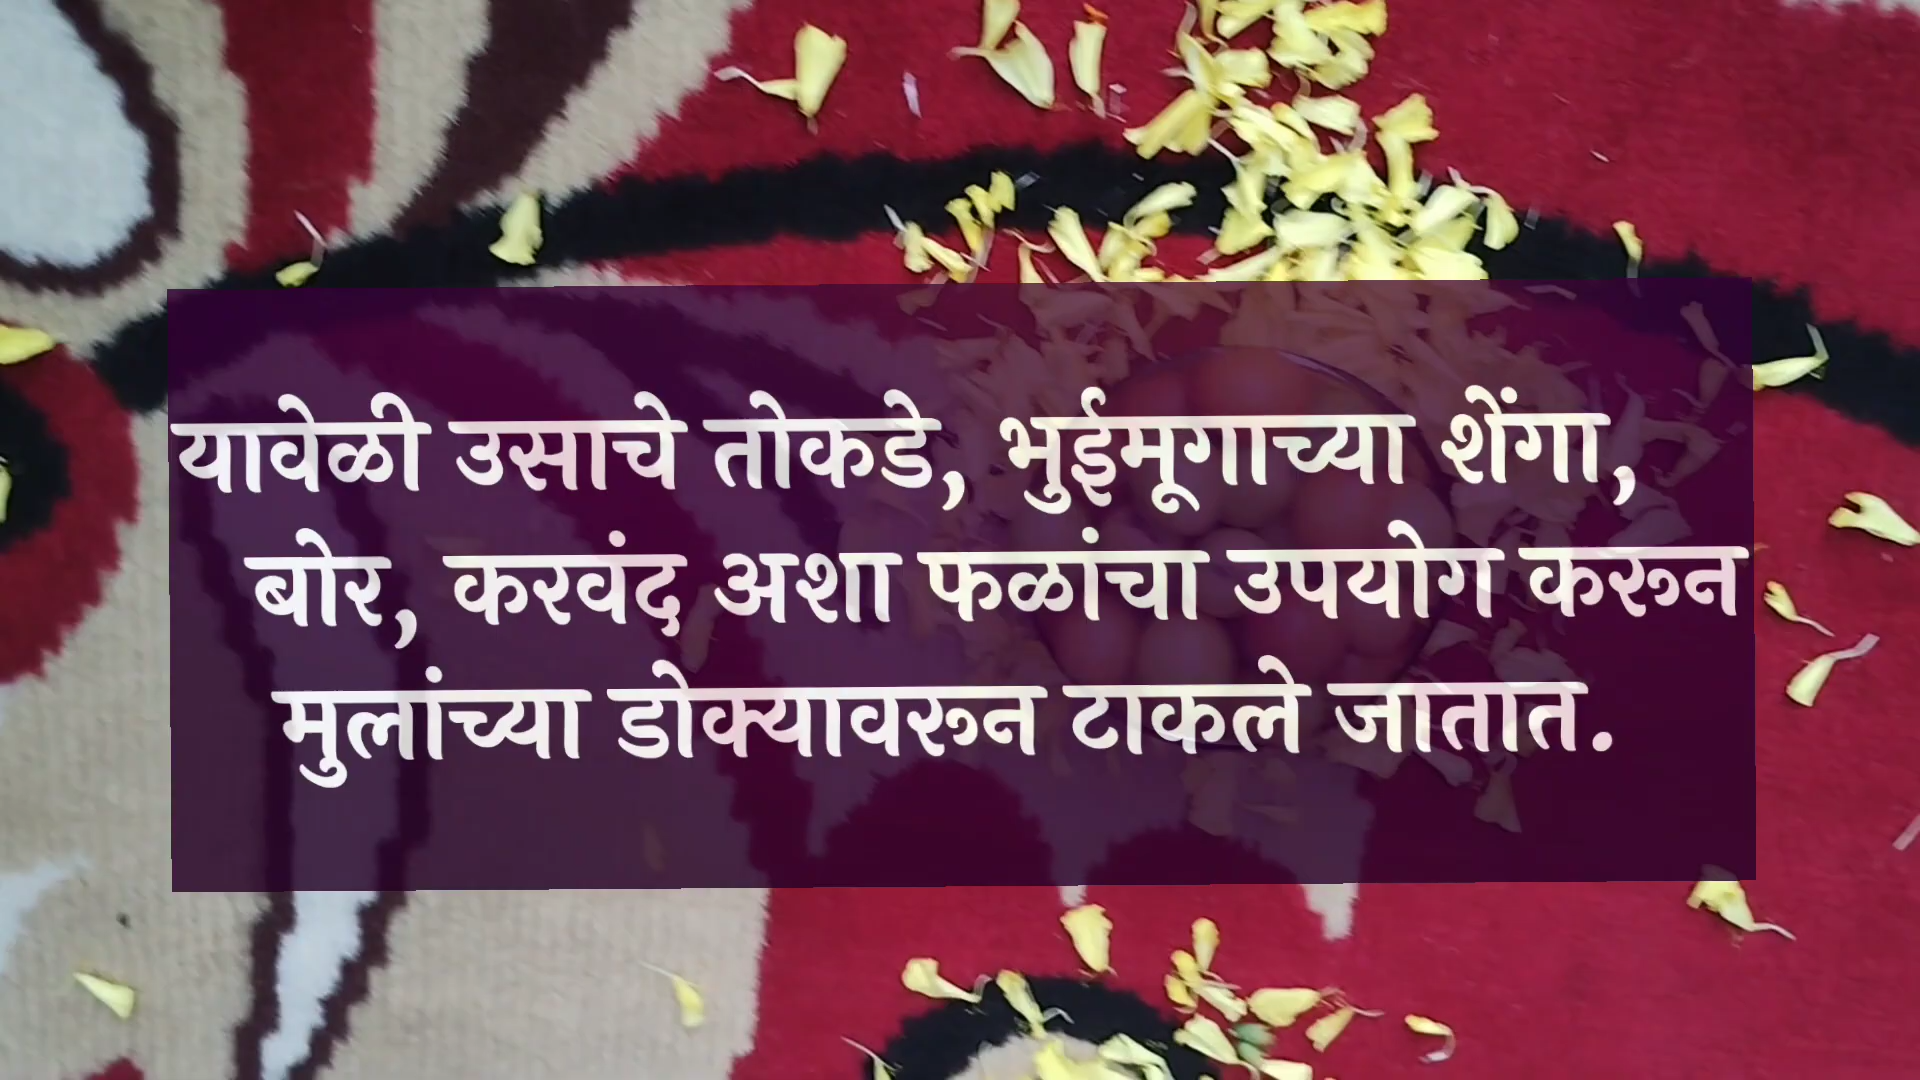 यावेळी उसाचे तोकडे, भुईमूगाच्या शेंगा,
बोर, करवंद अशा फळांचा उपयोग करून
मुलांच्या डोक्यावरून टाकले जातात.